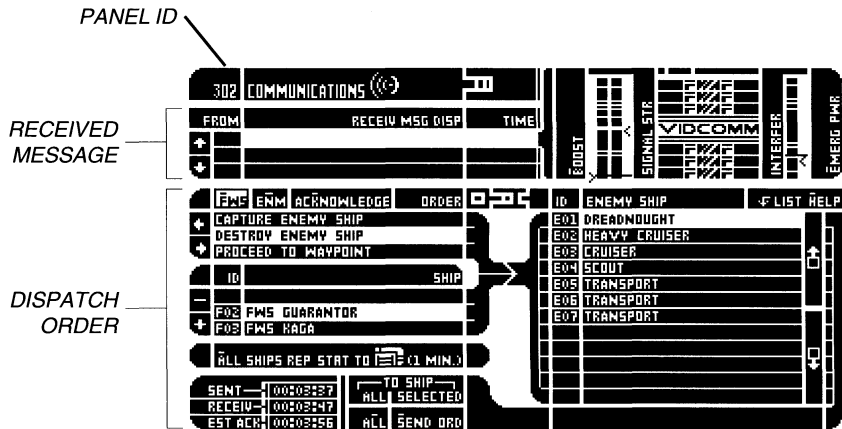 PANEL ID
302 COMMUNICATIONS
RECEIVED MESSAGE
FROM RECEIV MSG DISP TIME
BOOST
SIGNAL STR
VIDCOMM
INTERFER
EMERG PWR
DISPATCH ORDER
FWS ENM ACKNOWLEDGE ORDER
CAPTURE ENEMY SHIP
DESTROY ENEMY SHIP
PROCEED TO WAYPOINT
ID SHIP
F02 FWS GUARANTOR
F03 FWS KAGA
ALL SHIPS REP STAT TO (1 MIN.)
SENT 00:03:37
RECEIV 00:03:47
EST ACK 00:03:56
TO SHIP
ALL SELECTED
ALL SEND ORD
ID ENEMY SHIP LIST HELP
E01 DREADNOUGHT
E02 HEAVY CRUISER
E03 CRUISER
E04 SCOUT
E05 TRANSPORT
E06 TRANSPORT
E07 TRANSPORT